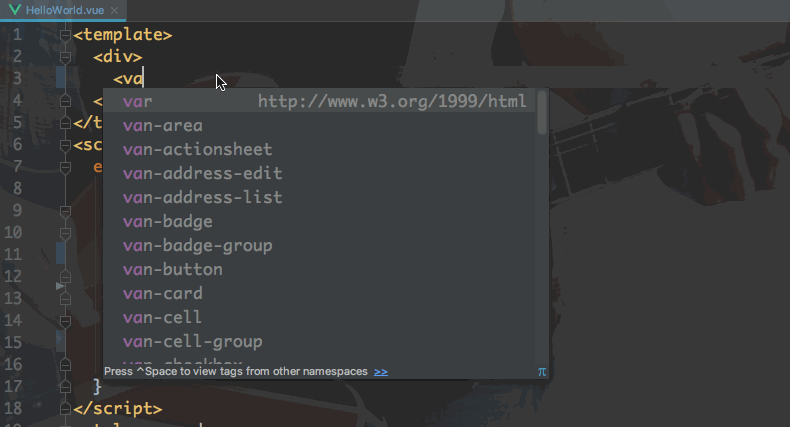 HelloWorld.vue ×
1 <template>
2 <div>
3 <va
4 <
5 </t
6 <sc
7 e
8
9
10
11
12
13
14
15
16
17 }
18 </script>
var http://www.w3.org/1999/html
van-area
van-actionsheet
van-address-edit
van-address-list
van-badge
van-badge-group
van-button
van-card
van-cell
van-cell-group
van-checkbox
Press ^Space to view tags from other namespaces >>
π